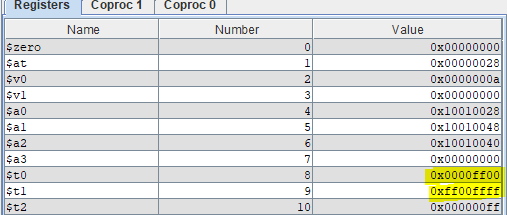 Registers Coproc 1 Coproc 0
Name Number Value
$zero 0 0x00000000
$at 1 0x00000028
$v0 2 0x0000000a
$v1 3 0x00000000
$a0 4 0x10010028
$a1 5 0x10010048
$a2 6 0x10010040
$a3 7 0x00000000
$t0 8 0x0000ff00
$t1 9 0xff00ffff
$t2 10 0x000000ff